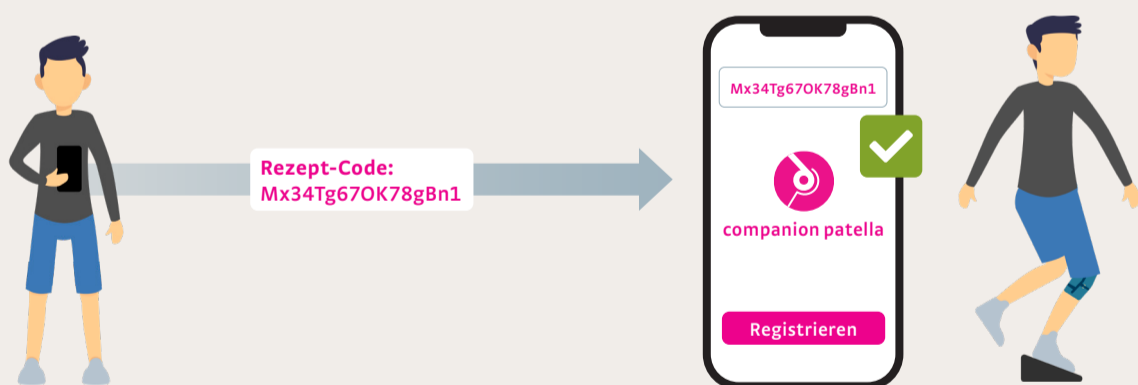 Rezept-Code:
Mx34Tg67OK78gBn1
Mx34Tg67OK78gBn1
companion patella
Registrieren